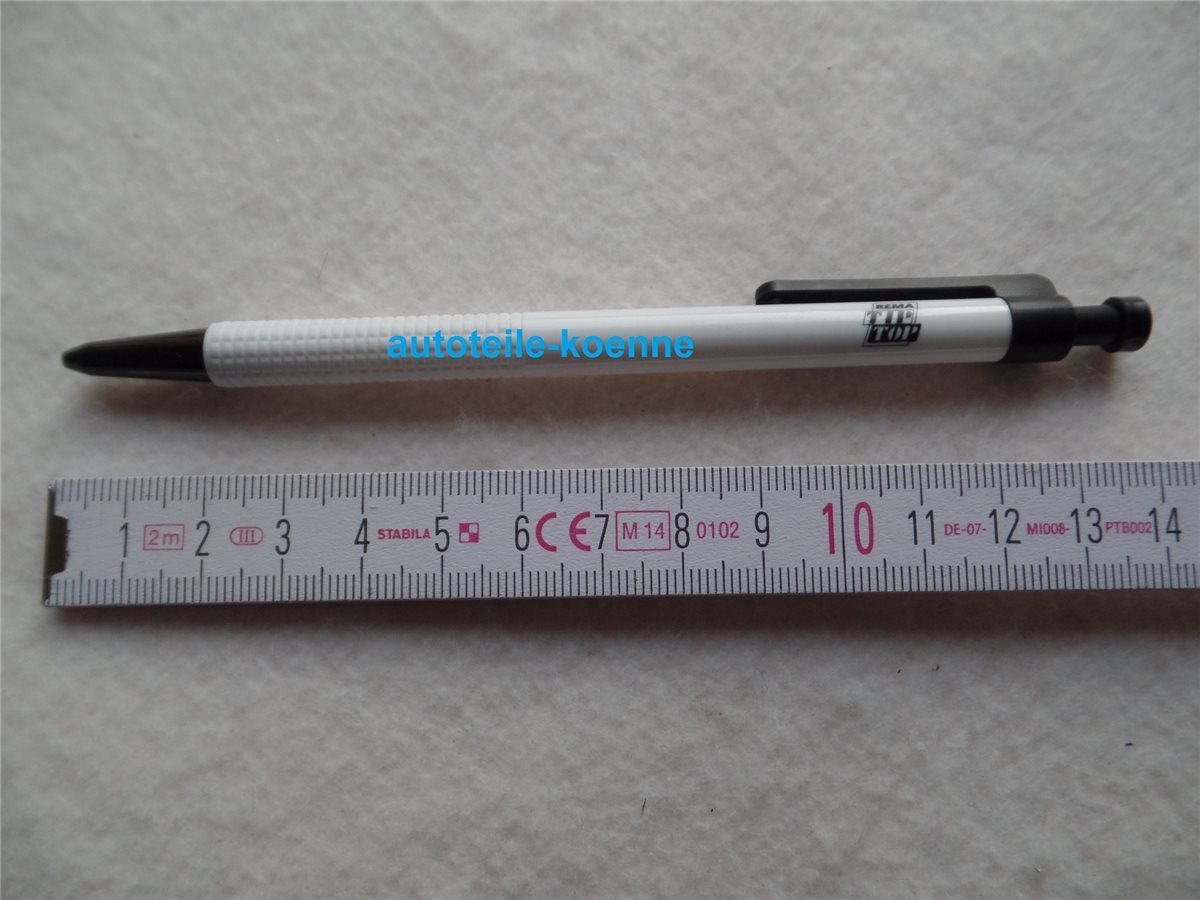 REMA
TIP
TOP
autoteile-koenne
1 2m 2 III 3 4 STABILA 5 6 CE 7 M 14 8 0102 9 10 11 DE-07- 12 MI008- 13 PTB002 14